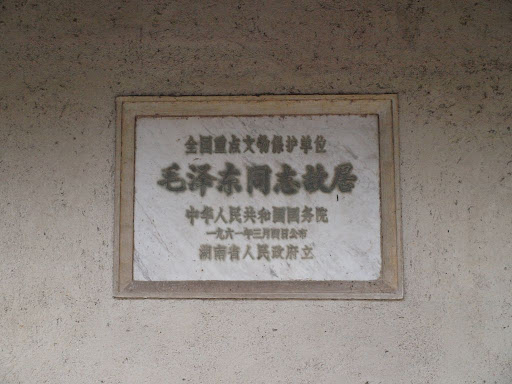 全国重点文物保护单位
毛泽东同志故居
中华人民共和国国务院
一九六一年三月四日公布
湖南省人民政府立